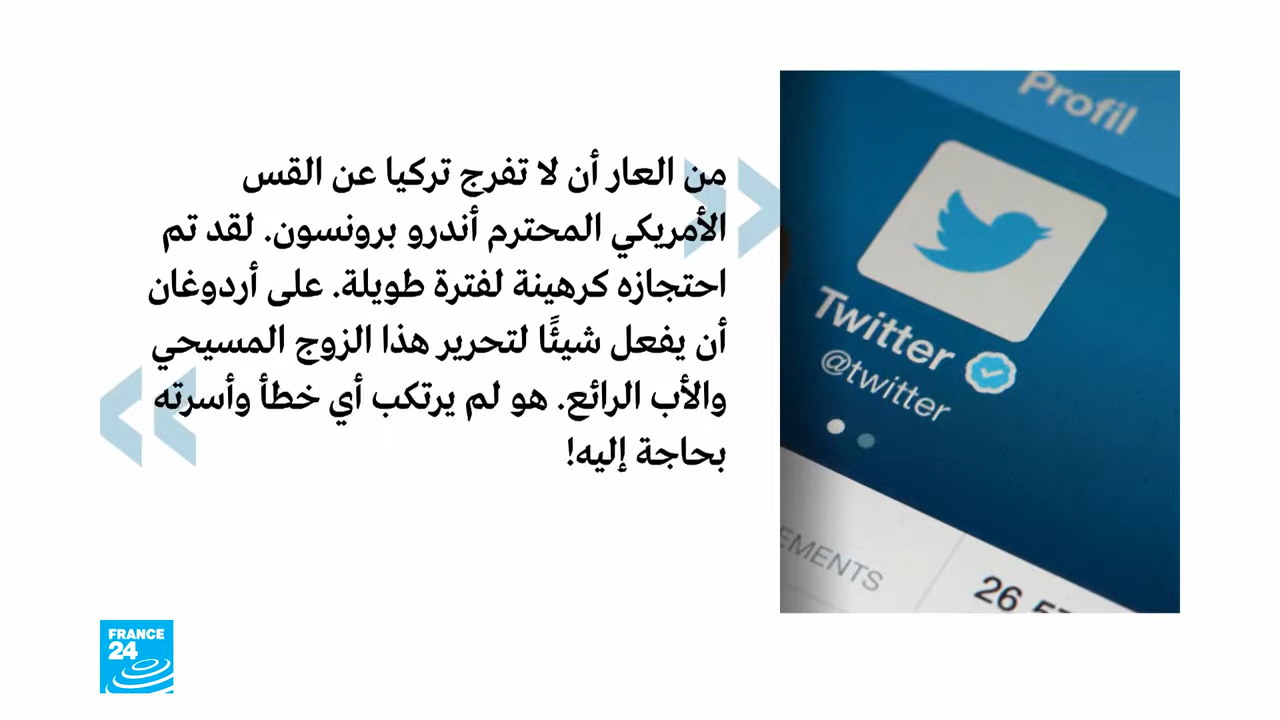 من العار أن لا تفرج تركيا عن القس
الأمريكي المحترم أندرو برونسون. لقد تم
احتجازه كرهينة لفترة طويلة. على أردوغان
أن يفعل شيئًا لتحرير هذا الزوج المسيحي
والأب الرائع. هو لم يرتكب أي خطأ وأسرته
بحاجة إليه!
Profil
Twitter
@twitter
EMENTS
FRANCE
24